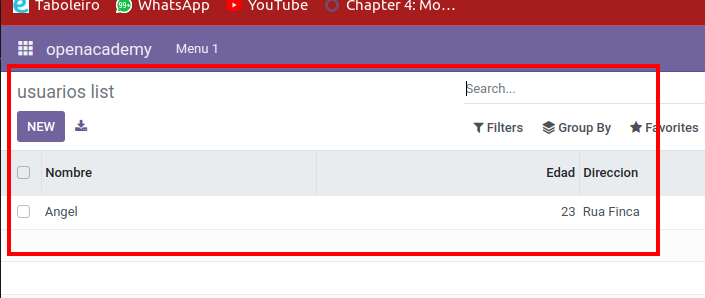 Taboleiro WhatsApp YouTube Chapter 4: Mo...
99+
openacademy Menu 1
usuarios list
Search...
NEW
Filters Group By Favorites
Nombre Edad Direccion
Angel 23 Rua Finca